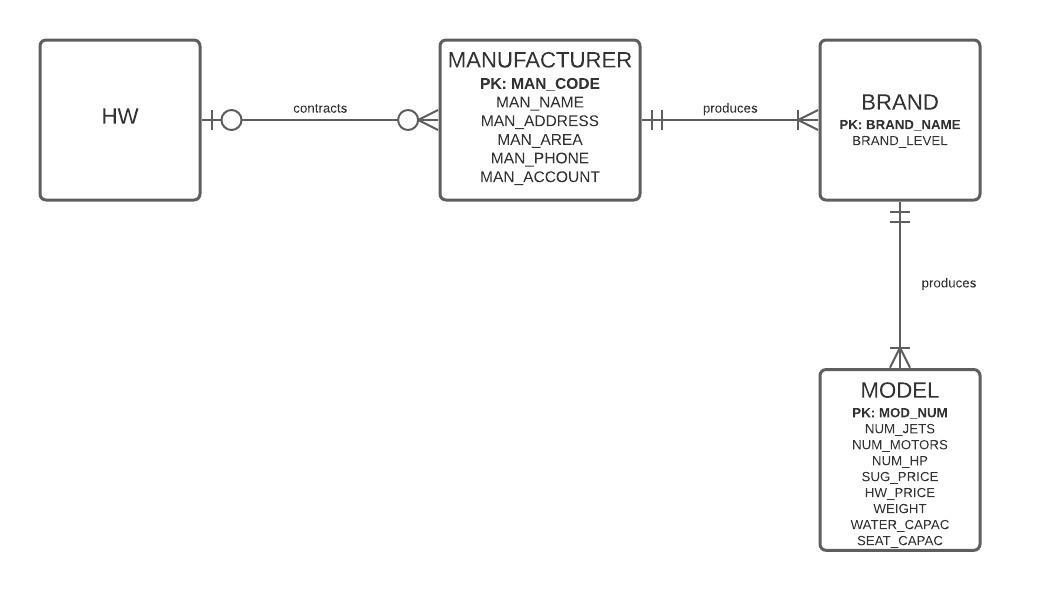 HW
contracts
MANUFACTURER
PK: MAN_CODE
MAN_NAME
MAN_ADDRESS
MAN_AREA
MAN_PHONE
MAN_ACCOUNT
produces
BRAND
PK: BRAND_NAME
BRAND_LEVEL
produces
MODEL
PK: MOD_NUM
NUM_JETS
NUM_MOTORS
NUM_HP
SUG_PRICE
HW_PRICE
WEIGHT
WATER_CAPAC
SEAT_CAPAC